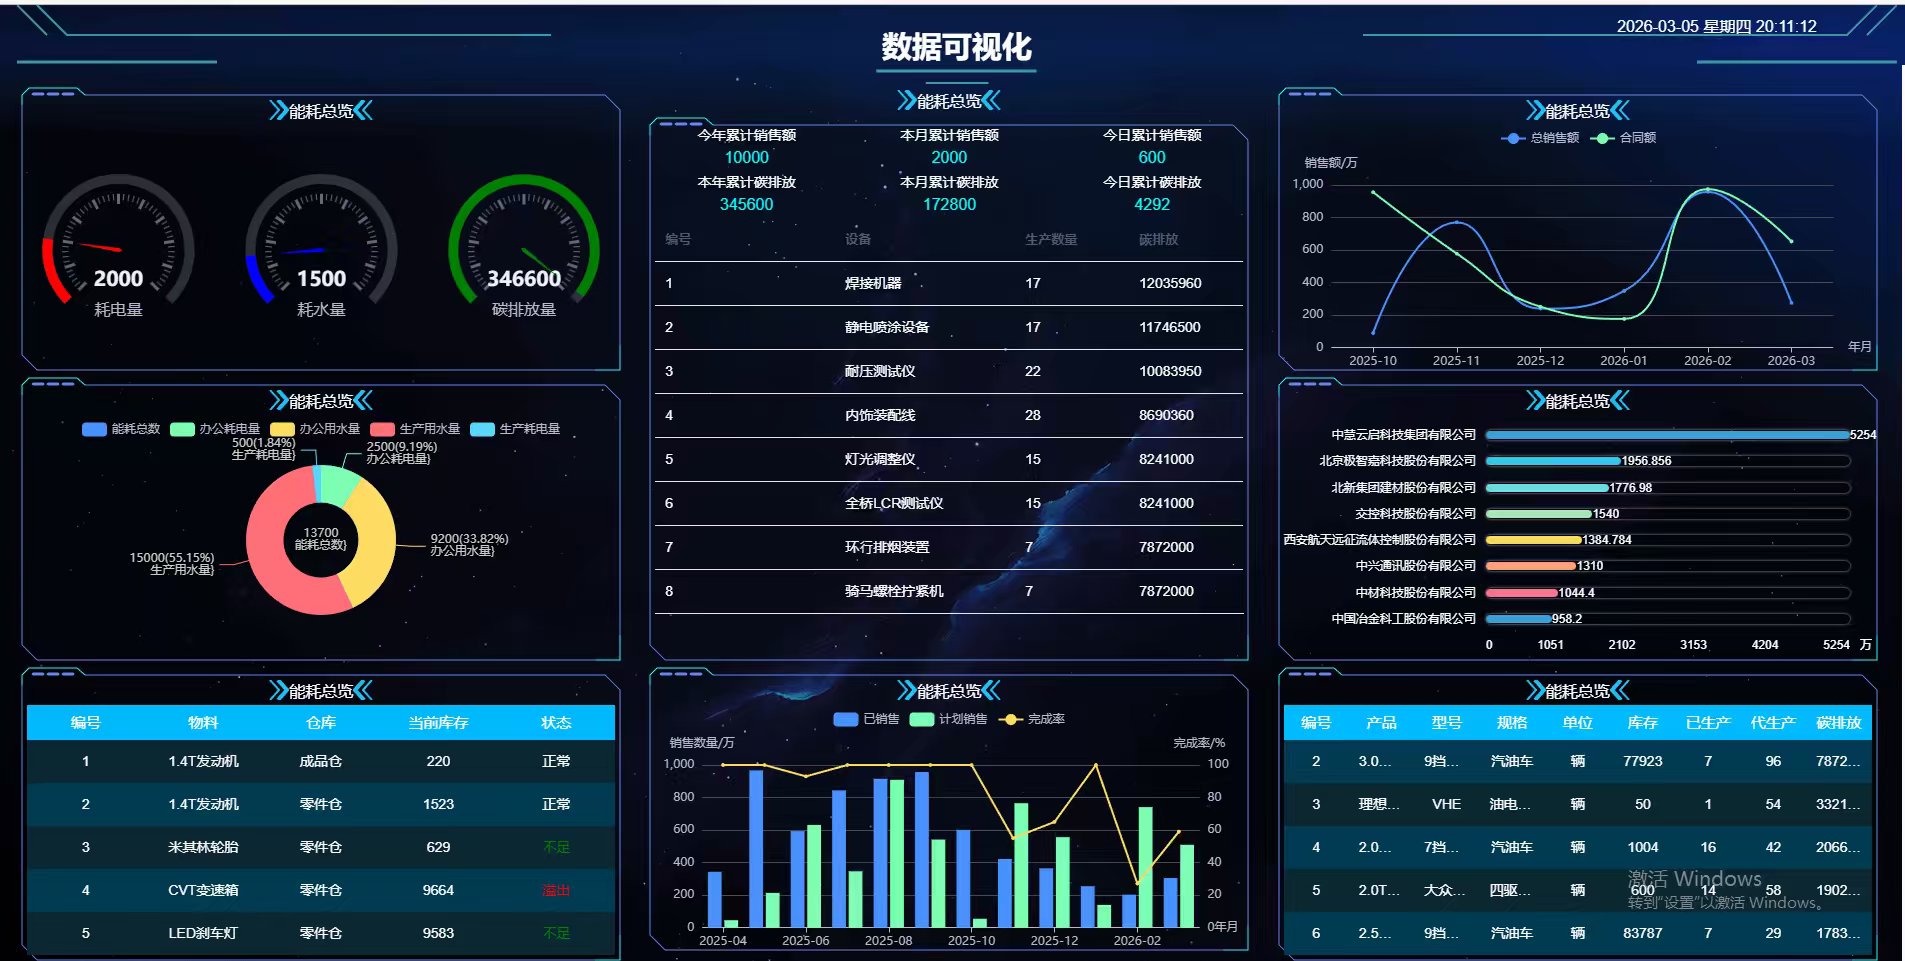 2026-03-05 星期四 20:11:12
数据可视化
能耗总览
2000
耗电量
1500
耗水量
346600
碳排放量
能耗总览
能耗总数 办公耗电量 办公用水量 生产用水量 生产耗电量
500(1.84%)
生产耗电量}
2500(9.19%)
办公耗电量}
13700
能耗总数}
9200(33.82%)
办公用水量}
15000(55.15%)
生产用水量}
能耗总览
编号 物料 仓库 当前库存 状态
1 1.4T发动机 成品仓 220 正常
2 1.4T发动机 零件仓 1523 正常
3 米其林轮胎 零件仓 629 不足
4 CVT变速箱 零件仓 9664 溢出
5 LED刹车灯 零件仓 9583 不足
能耗总览
今年累计销售额 本月累计销售额 今日累计销售额
10000 2000 600
本年累计碳排放 本月累计碳排放 今日累计碳排放
345600 172800 4292
编号 设备 生产数量 碳排放
1 焊接机器 17 12035960
2 静电喷涂设备 17 11746500
3 耐压测试仪 22 10083950
4 内饰装配线 28 8690360
5 灯光调整仪 15 8241000
6 全桥LCR测试仪 15 8241000
7 环行排烟装置 7 7872000
8 骑马螺栓拧紧机 7 7872000
能耗总览
已销售 计划销售 完成率
销售数量/万 完成率/%
1,000 100
800 80
600 60
400 40
200 20
0 0 年月
2025-04 2025-06 2025-08 2025-10 2025-12 2026-02
能耗总览
总销售额 合同额
销售额/万
1,000
800
600
400
200
0 年月
2025-10 2025-11 2025-12 2026-01 2026-02 2026-03
能耗总览
中慧云启科技集团有限公司 5254
北京极智嘉科技股份有限公司 1956.856
北新集团建材股份有限公司 1776.98
交控科技股份有限公司 1540
西安航天远征流体控制股份有限公司 1384.784
中兴通讯股份有限公司 1310
中材科技股份有限公司 1044.4
中国冶金科工股份有限公司 958.2
0 1051 2102 3153 4204 5254 万
能耗总览
编号 产品 型号 规格 单位 库存 已生产 代生产 碳排放
2 3.0... 9挡... 汽油车 辆 77923 7 96 7872...
3 理想... VHE 油电... 辆 50 1 54 3321...
4 2.0... 7挡... 汽油车 辆 1004 16 42 2066...
5 2.0T... 大众... 四驱... 辆 600 14 58 1902...
6 2.5... 9挡... 汽油车 辆 83787 7 29 1783...
激活 Windows
转到“设置”以激活 Windows。